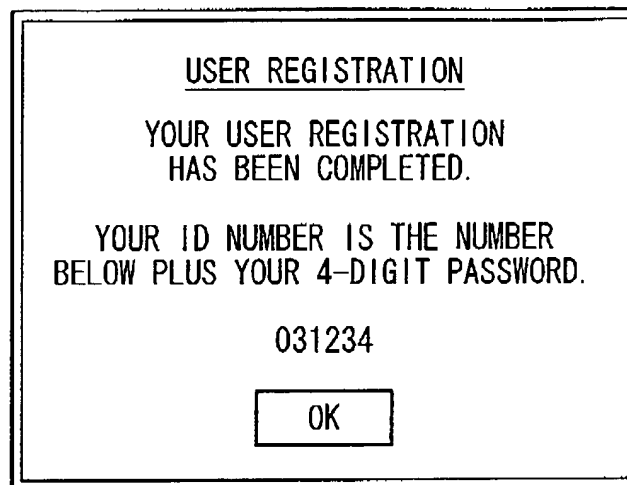 USER REGISTRATION
YOUR USER REGISTRATION
HAS BEEN COMPLETED.
YOUR ID NUMBER IS THE NUMBER
BELOW PLUS YOUR 4-DIGIT PASSWORD.
031234
OK